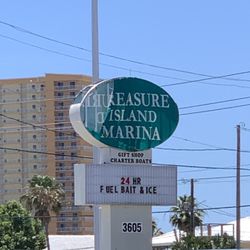 TREASURE
ISLAND
MARINA
GIFT SHOP
CHARTER BOATS
24 HR
FUEL BAIT & ICE
3605